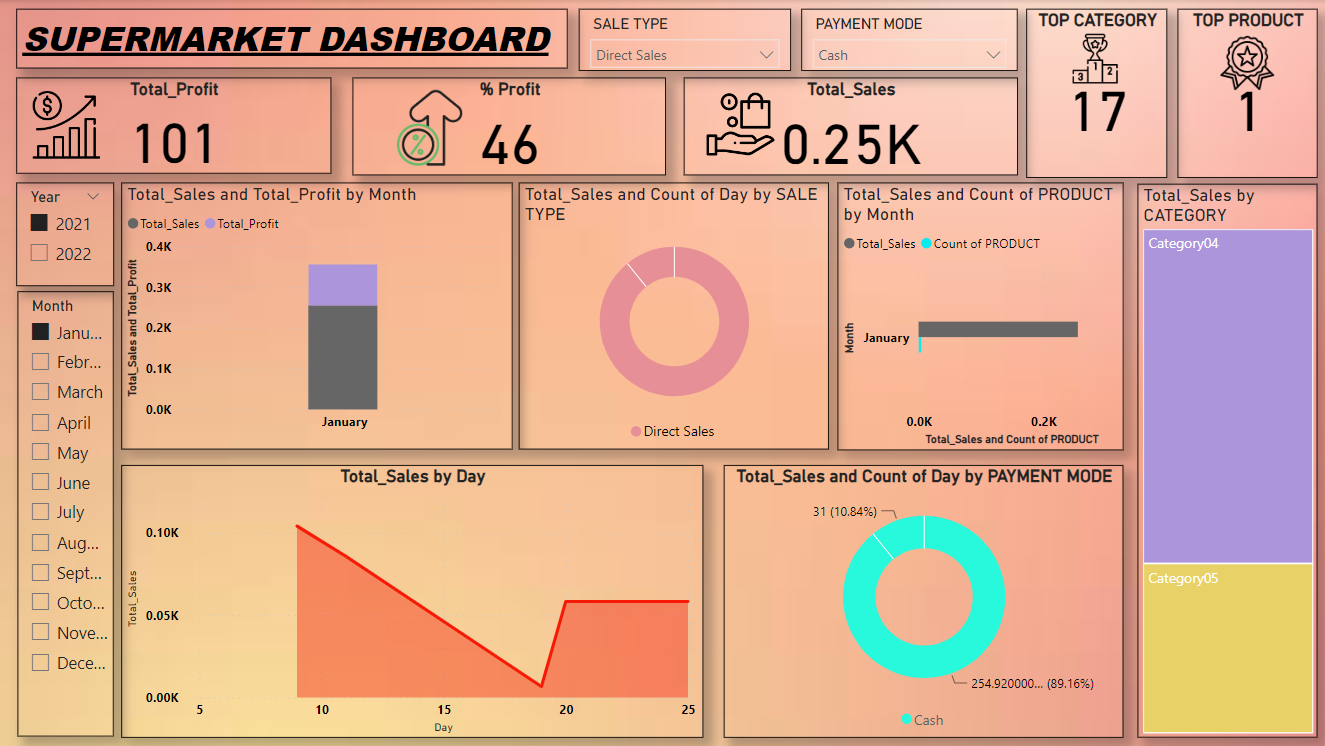 SUPERMARKET DASHBOARD
SALE TYPE
Direct Sales
PAYMENT MODE
Cash
TOP CATEGORY
1
2
3
17
TOP PRODUCT
1
Total_Profit
$
101
% Profit
%
46
Total_Sales
0.25K
Year
2021
2022
Month
Janu...
Febr...
March
April
May
June
July
Aug...
Sept...
Octo...
Nove...
Dece...
Total_Sales and Total_Profit by Month
Total_Sales Total_Profit
Total_Sales and Total_Profit
0.4K
0.3K
0.2K
0.1K
0.0K
January
Total_Sales and Count of Day by SALE
TYPE
Direct Sales
Total_Sales and Count of PRODUCT
by Month
Total_Sales Count of PRODUCT
Month
January
0.0K 0.2K
Total_Sales and Count of PRODUCT
Total_Sales by
CATEGORY
Category04
Category05
Total_Sales by Day
Total_Sales
0.10K
0.05K
0.00K
5 10 15 20 25
Day
Total_Sales and Count of Day by PAYMENT MODE
31 (10.84%)
254.920000... (89.16%)
Cash